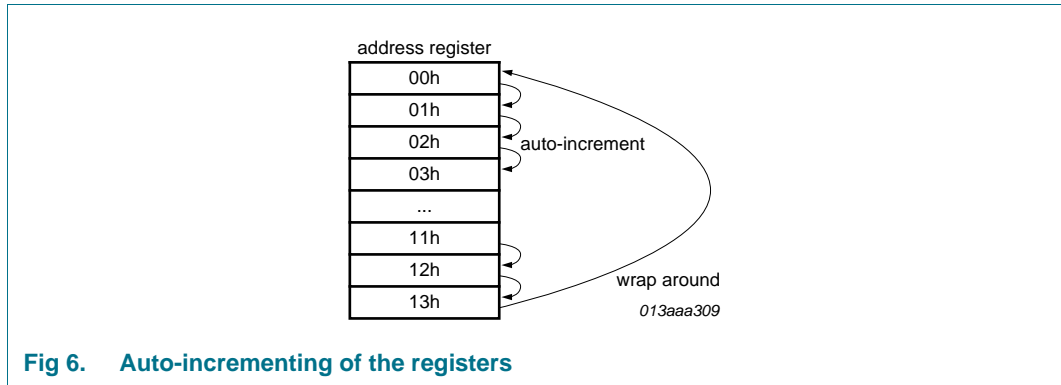 address register
00h
01h
02h
auto-increment
03h
...
11h
12h
wrap around
13h
013aaa309
Fig 6. Auto-incrementing of the registers